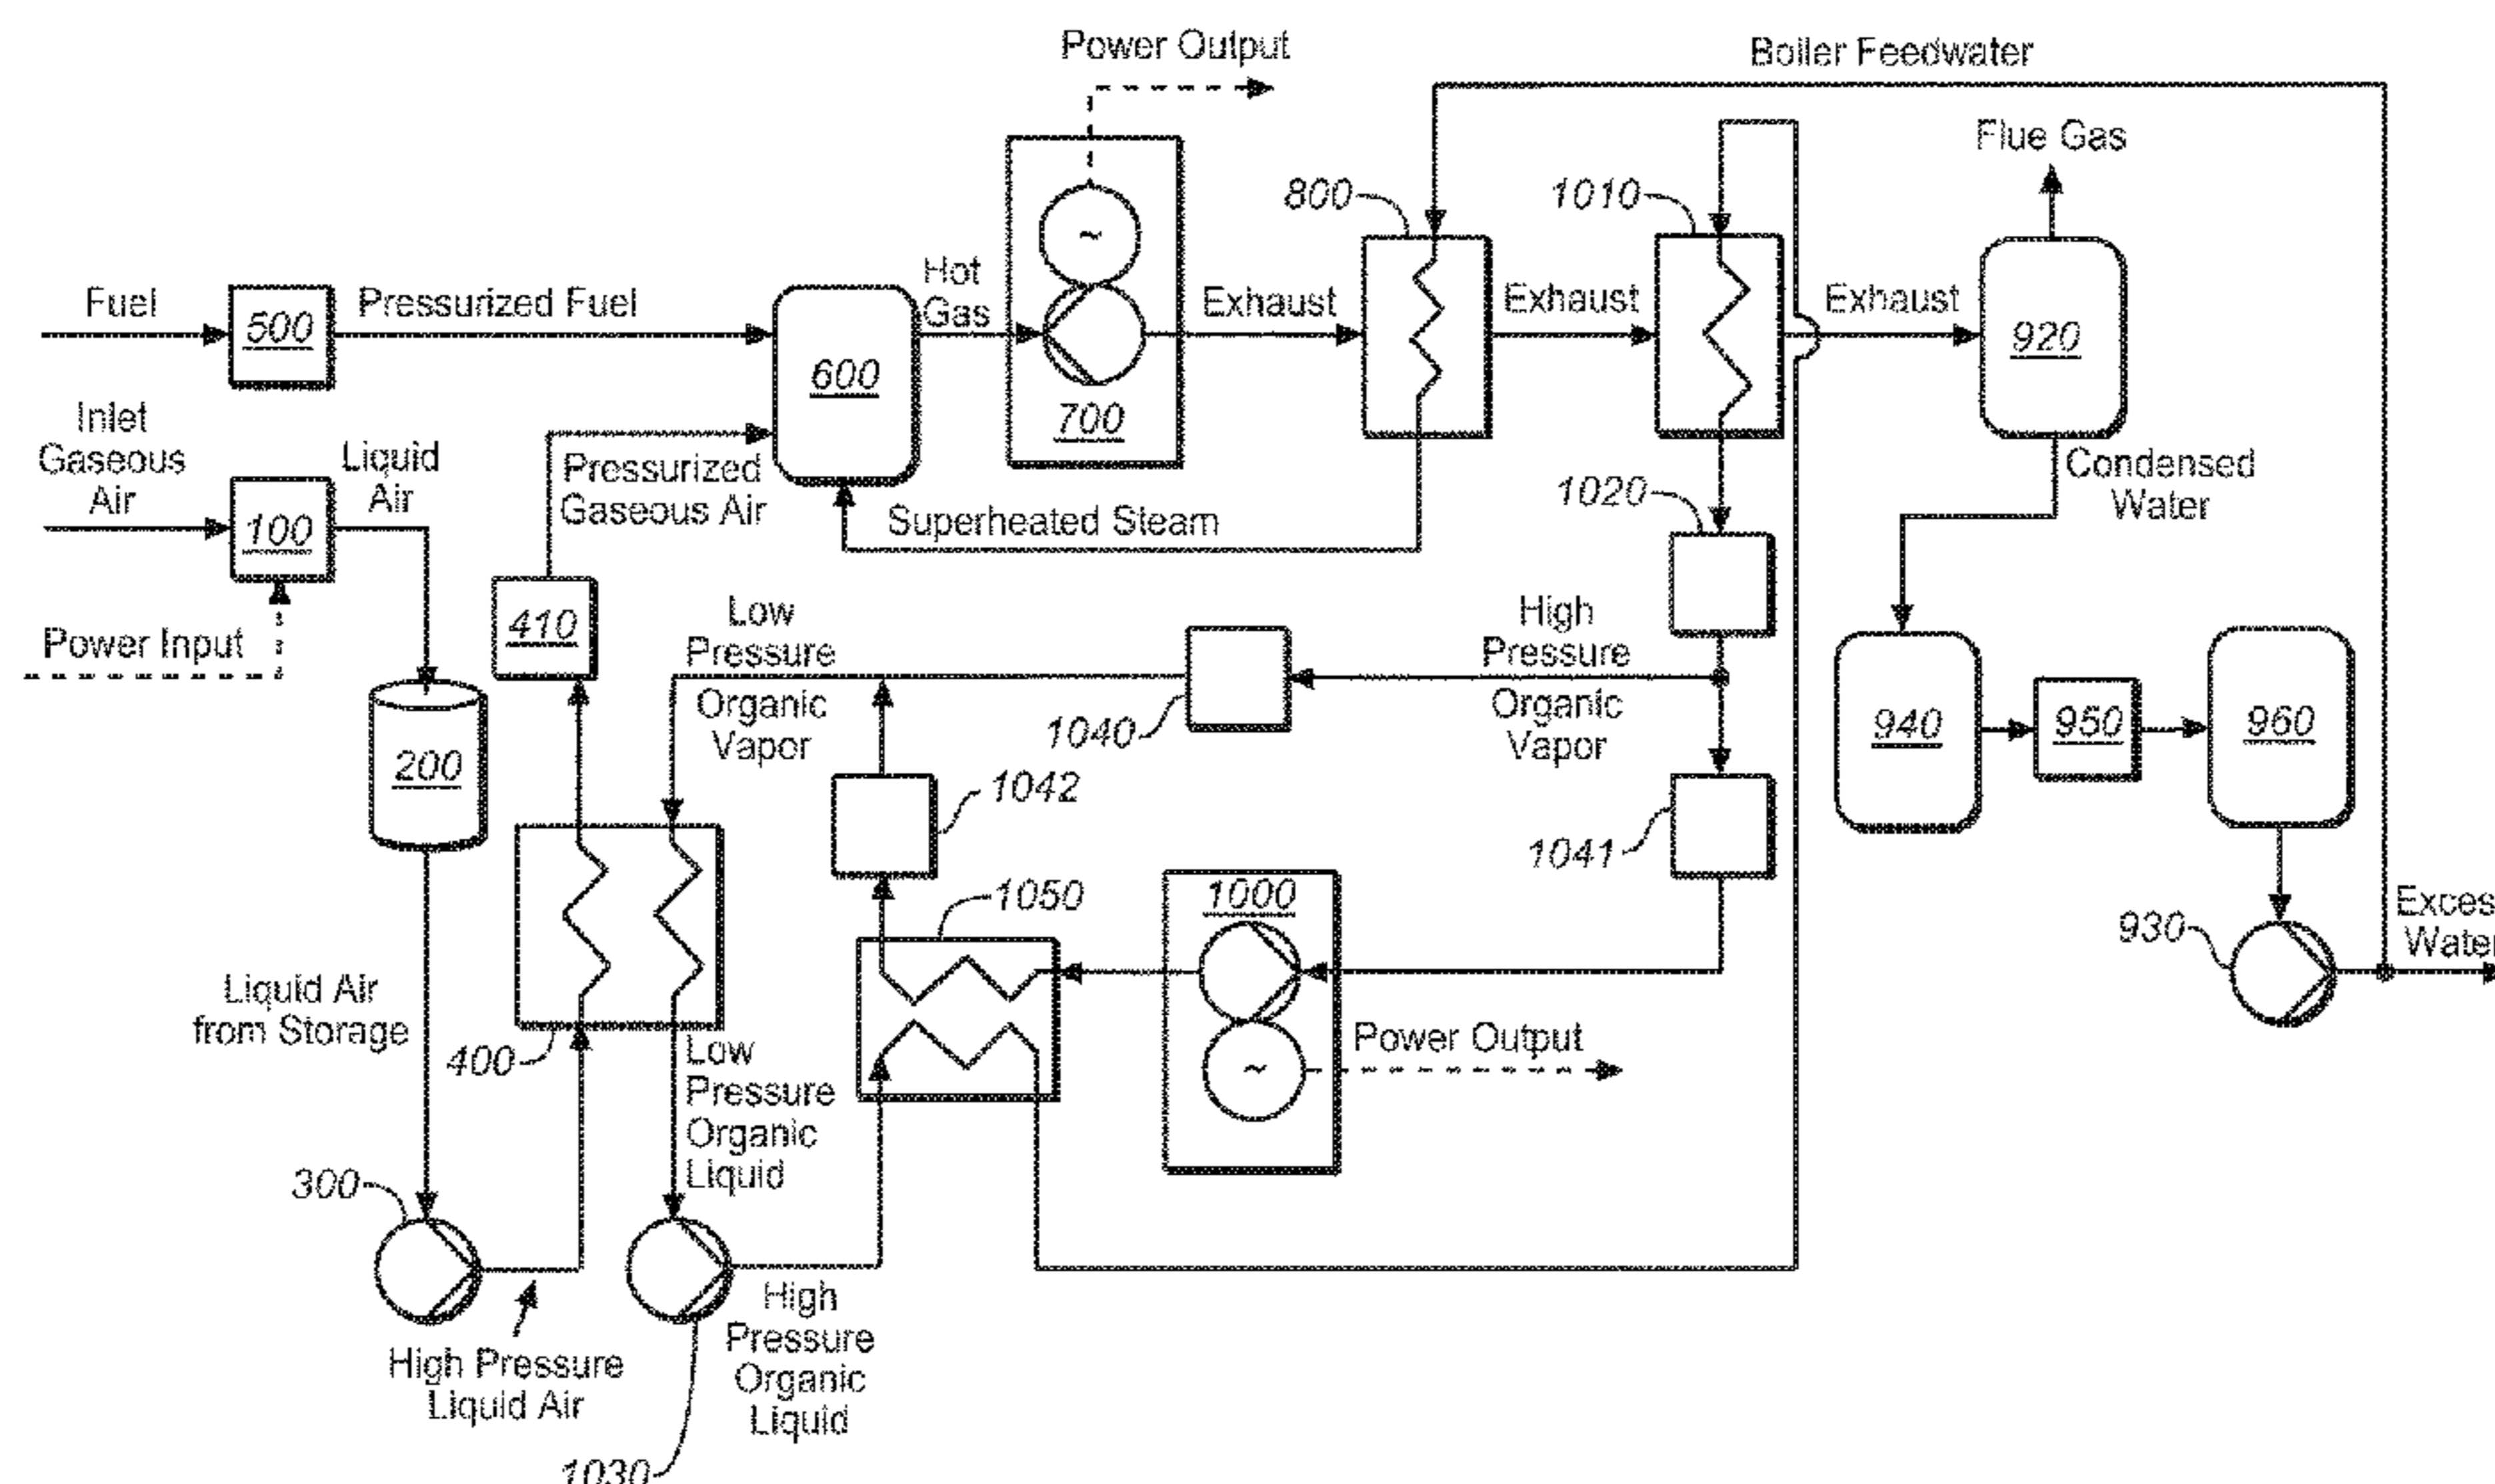 Power Output
Boiler Feedwater
Flue Gas
800
1010
Hot
Gas
Fuel
500
Pressurized Fuel
600
700
Exhaust
Exhaust
Exhaust
920
Inlet
Gaseous
Air
Liquid
Air
100
Pressurized
Gaseous Air
Superheated Steam
1020
Condensed
Water
Power Input
410
Low
Pressure
Organic
Vapor
1040
High
Pressure
Organic
Vapor
940
950
960
200
1042
1041
1050
1000
930
Water
Liquid Air
from Storage
400
Low
Pressure
Organic
Liquid
Power Output
300
High Pressure
Liquid Air
High
Pressure
Organic
Liquid
1030